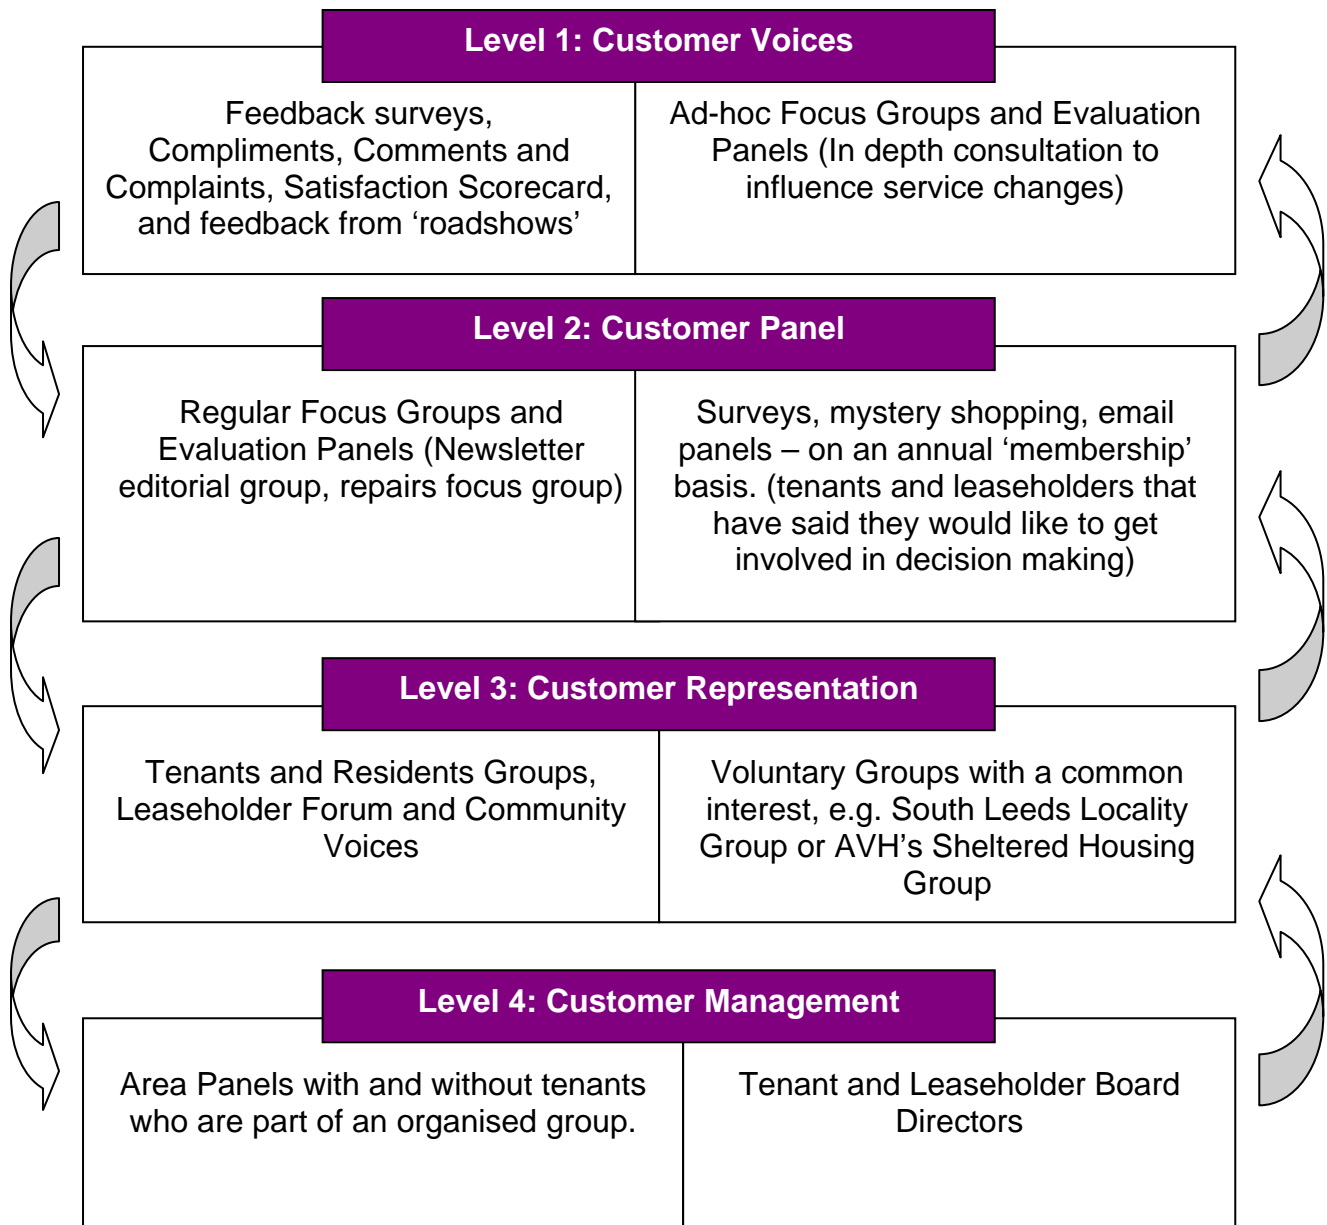 Level 1: Customer Voices
Feedback surveys,
Compliments, Comments and
Complaints, Satisfaction Scorecard,
and feedback from ‘roadshows’
Ad-hoc Focus Groups and Evaluation
Panels (In depth consultation to
influence service changes)
Level 2: Customer Panel
Regular Focus Groups and
Evaluation Panels (Newsletter
editorial group, repairs focus group)
Surveys, mystery shopping, email
panels – on an annual ‘membership’
basis. (tenants and leaseholders that
have said they would like to get
involved in decision making)
Level 3: Customer Representation
Tenants and Residents Groups,
Leaseholder Forum and Community
Voices
Voluntary Groups with a common
interest, e.g. South Leeds Locality
Group or AVH’s Sheltered Housing
Group
Level 4: Customer Management
Area Panels with and without tenants
who are part of an organised group.
Tenant and Leaseholder Board
Directors